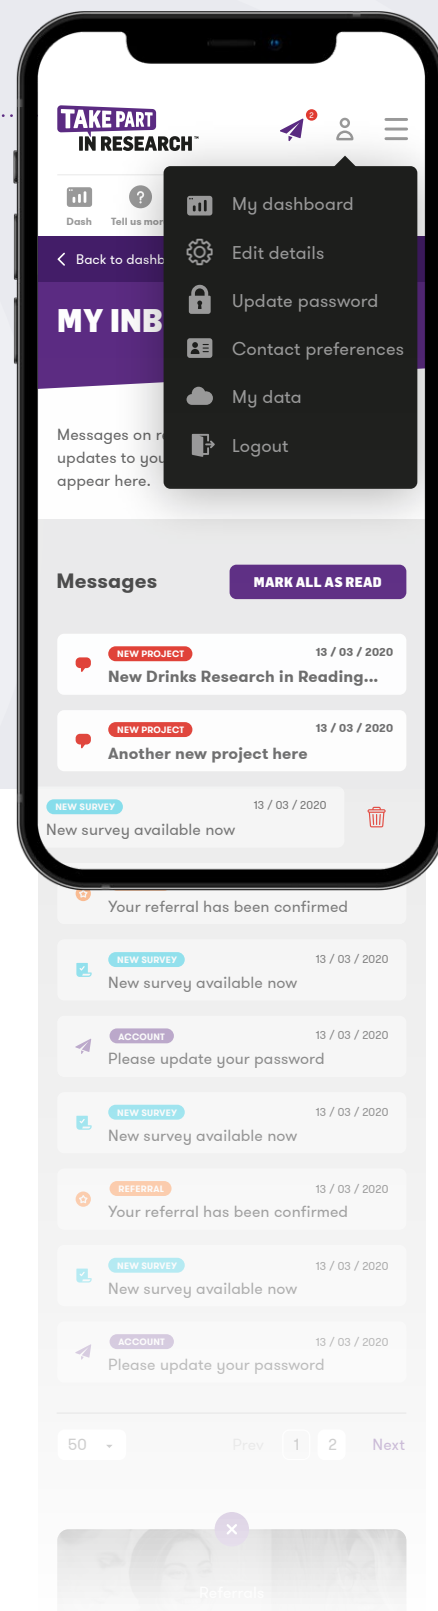 TAKE PART
IN RESEARCH™
2
Dash
Tell us mor
My dashboard
Edit details
Update password
Contact preferences
My data
Logout
Back to dashb
MY INB
Messages on r
updates to you
appear here.
Messages
MARK ALL AS READ
NEW PROJECT
13 / 03 / 2020
New Drinks Research in Reading...
NEW PROJECT
13 / 03 / 2020
Another new project here
NEW SURVEY
13 / 03 / 2020
New survey available now
Your referral has been confirmed
NEW SURVEY
13 / 03 / 2020
New survey available now
ACCOUNT
13 / 03 / 2020
Please update your password
NEW SURVEY
13 / 03 / 2020
New survey available now
REFERRAL
13 / 03 / 2020
Your referral has been confirmed
NEW SURVEY
13 / 03 / 2020
New survey available now
ACCOUNT
13 / 03 / 2020
Please update your password
50
Prev 1 2 Next
Referrals